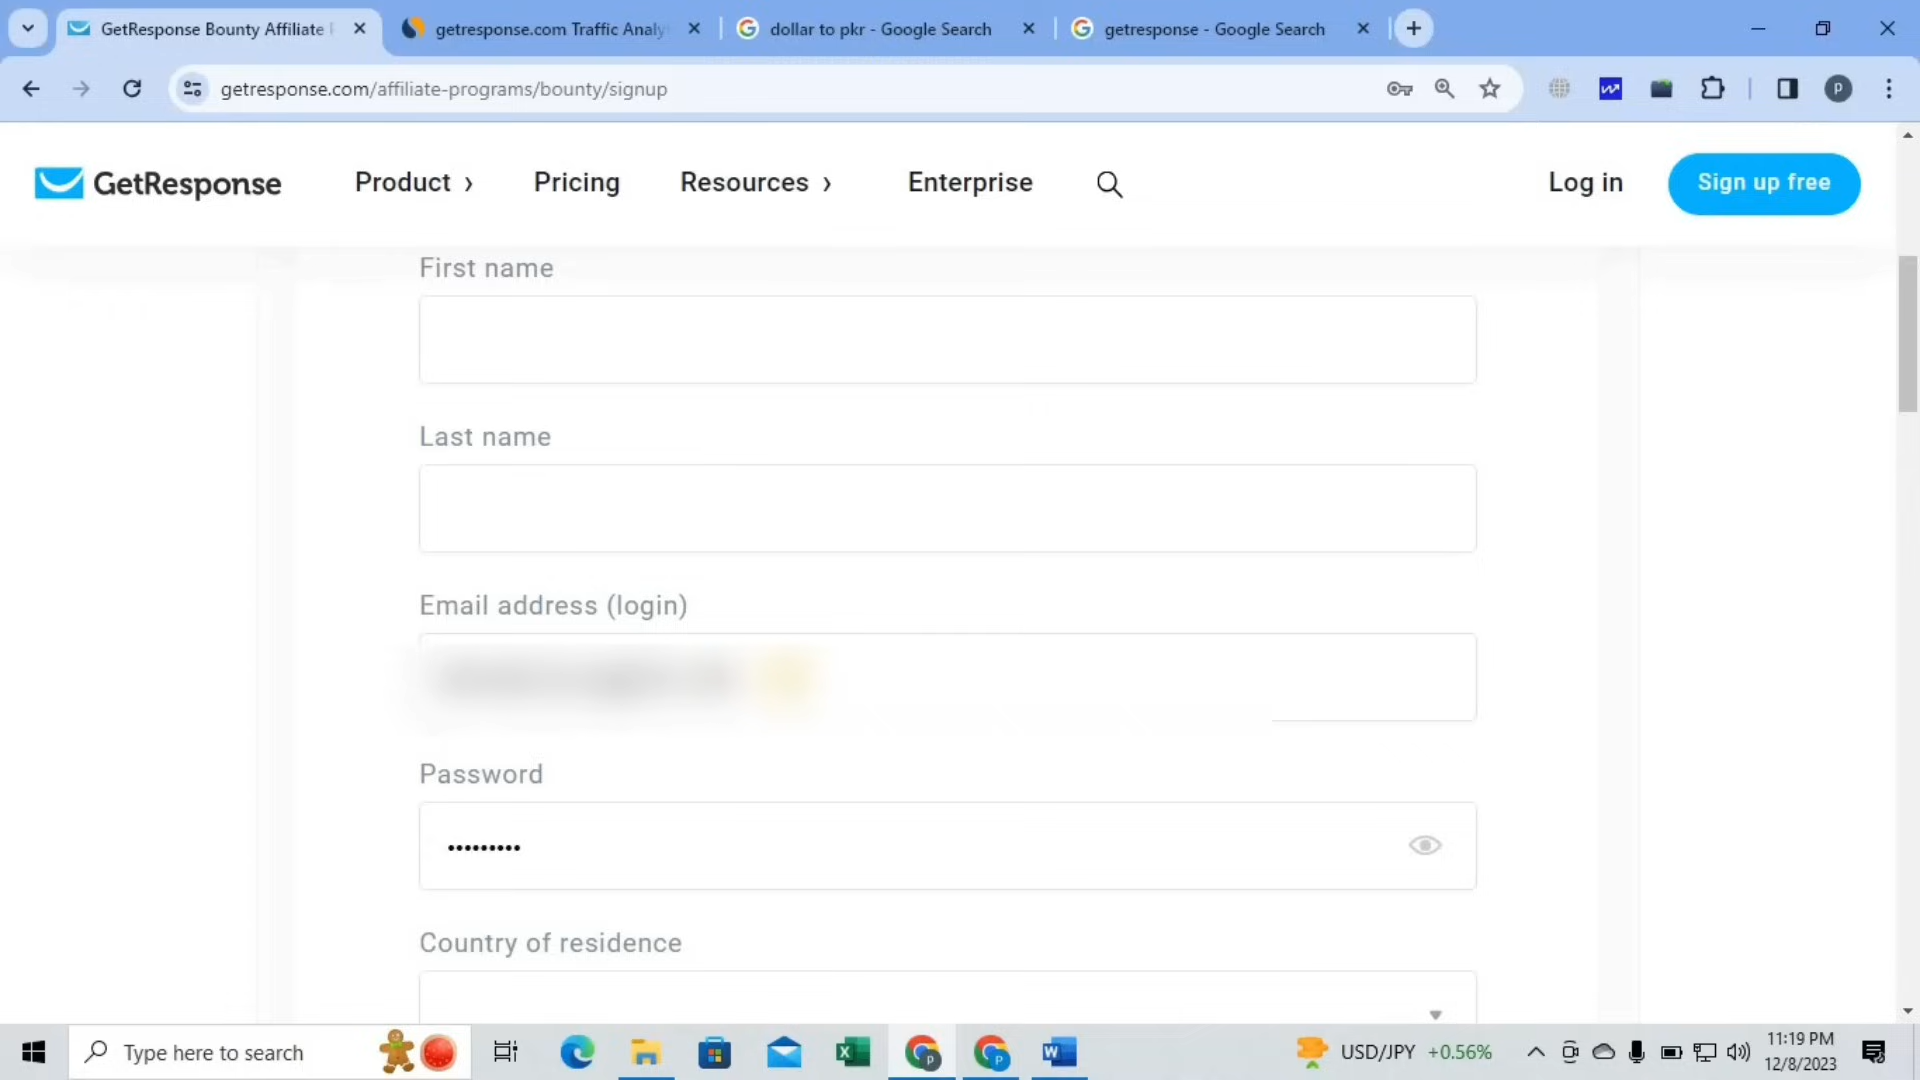 GetResponse Bounty Affiliate
getresponse.com Traffic Analy
dollar to pkr - Google Search
getresponse - Google Search
getresponse.com/affiliate-programs/bounty/signup
P
GetResponse
Product
Pricing
Resources
Enterprise
Log in
Sign up free
First name
Last name
Email address (login)
Password
•••••••••
Country of residence
Type here to search
USD/JPY +0.56%
11:19 PM
12/8/2023